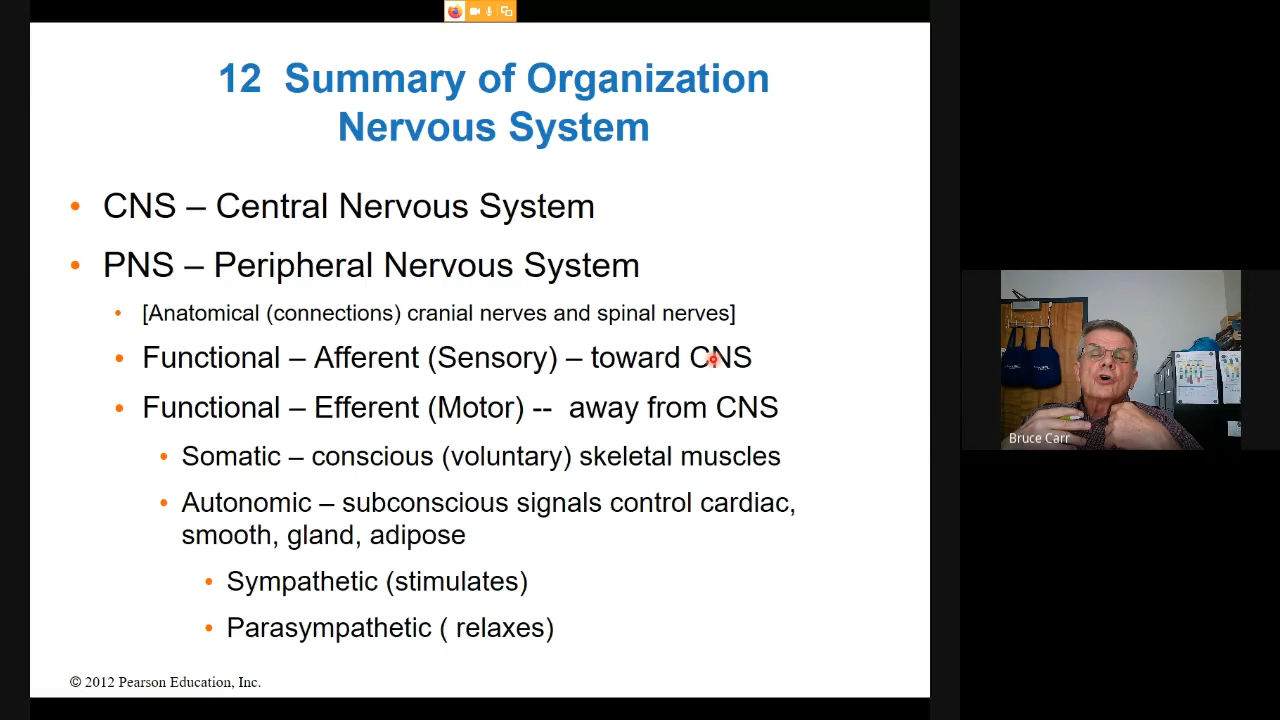 12 Summary of Organization
Nervous System
• CNS – Central Nervous System
• PNS – Peripheral Nervous System
• [Anatomical (connections) cranial nerves and spinal nerves]
• Functional – Afferent (Sensory) – toward CNS
• Functional – Efferent (Motor) -- away from CNS
• Somatic – conscious (voluntary) skeletal muscles
• Autonomic – subconscious signals control cardiac,
smooth, gland, adipose
• Sympathetic (stimulates)
• Parasympathetic ( relaxes)
© 2012 Pearson Education, Inc.
Bruce Carr